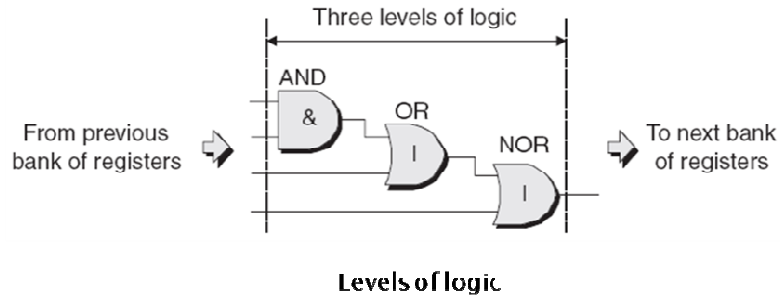 Three levels of logic
AND
&
OR
|
NOR
|
From previous
bank of registers
To next bank
of registers
Levels of logic